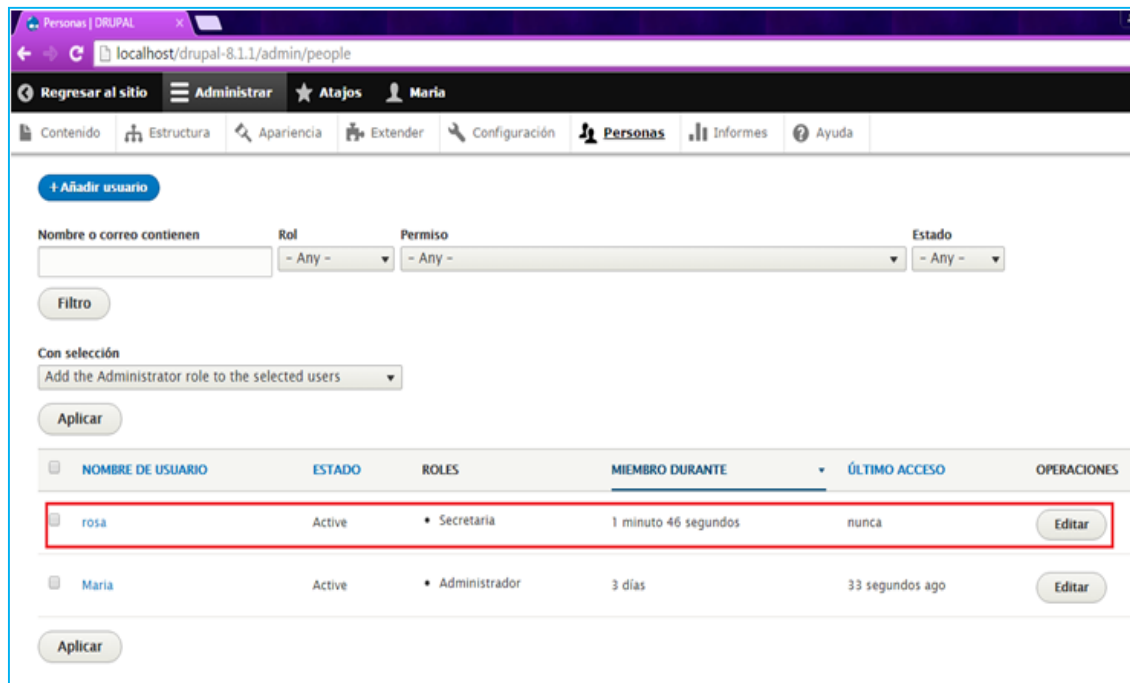 Personas | DRUPAL
localhost/drupal-8.1.1/admin/people
Regresar al sitio Administrar Atajos Maria
Contenido Estructura Apariencia Extender Configuración Personas Informes Ayuda
+ Añadir usuario
Nombre o correo contienen Rol Permiso Estado
- Any - - Any - - Any -
Filtro
Con selección
Add the Administrator role to the selected users
Aplicar
NOMBRE DE USUARIO ESTADO ROLES MIEMBRO DURANTE ÚLTIMO ACCESO OPERACIONES
rosa Active • Secretaria 1 minuto 46 segundos nunca Editar
Maria Active • Administrador 3 días 33 segundos ago Editar
Aplicar